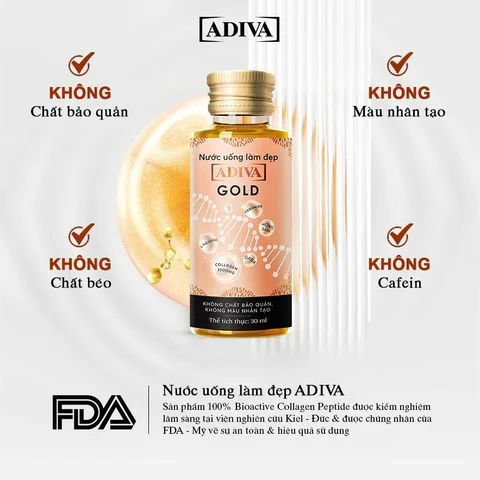 [ADIVA]
KHÔNG
Chất bảo quản
KHÔNG
Màu nhân tạo
Nước uống làm đẹp
[ADIVA]
GOLD
COLLAGEN
2500MG
GABA
KHÔNG CHẤT BẢO QUẢN,
KHÔNG MÀU NHÂN TẠO
Thể tích thực: 30 ml
KHÔNG
Chất béo
KHÔNG
Cafein
FDA
Nước uống làm đẹp ADIVA
Sản phẩm 100% Bioactive Collagen Peptide được kiểm nghiệm
lâm sàng tại viện nghiên cứu Kiel - Đức & được chứng nhận của
FDA - Mỹ về sự an toàn & hiệu quả sử dụng